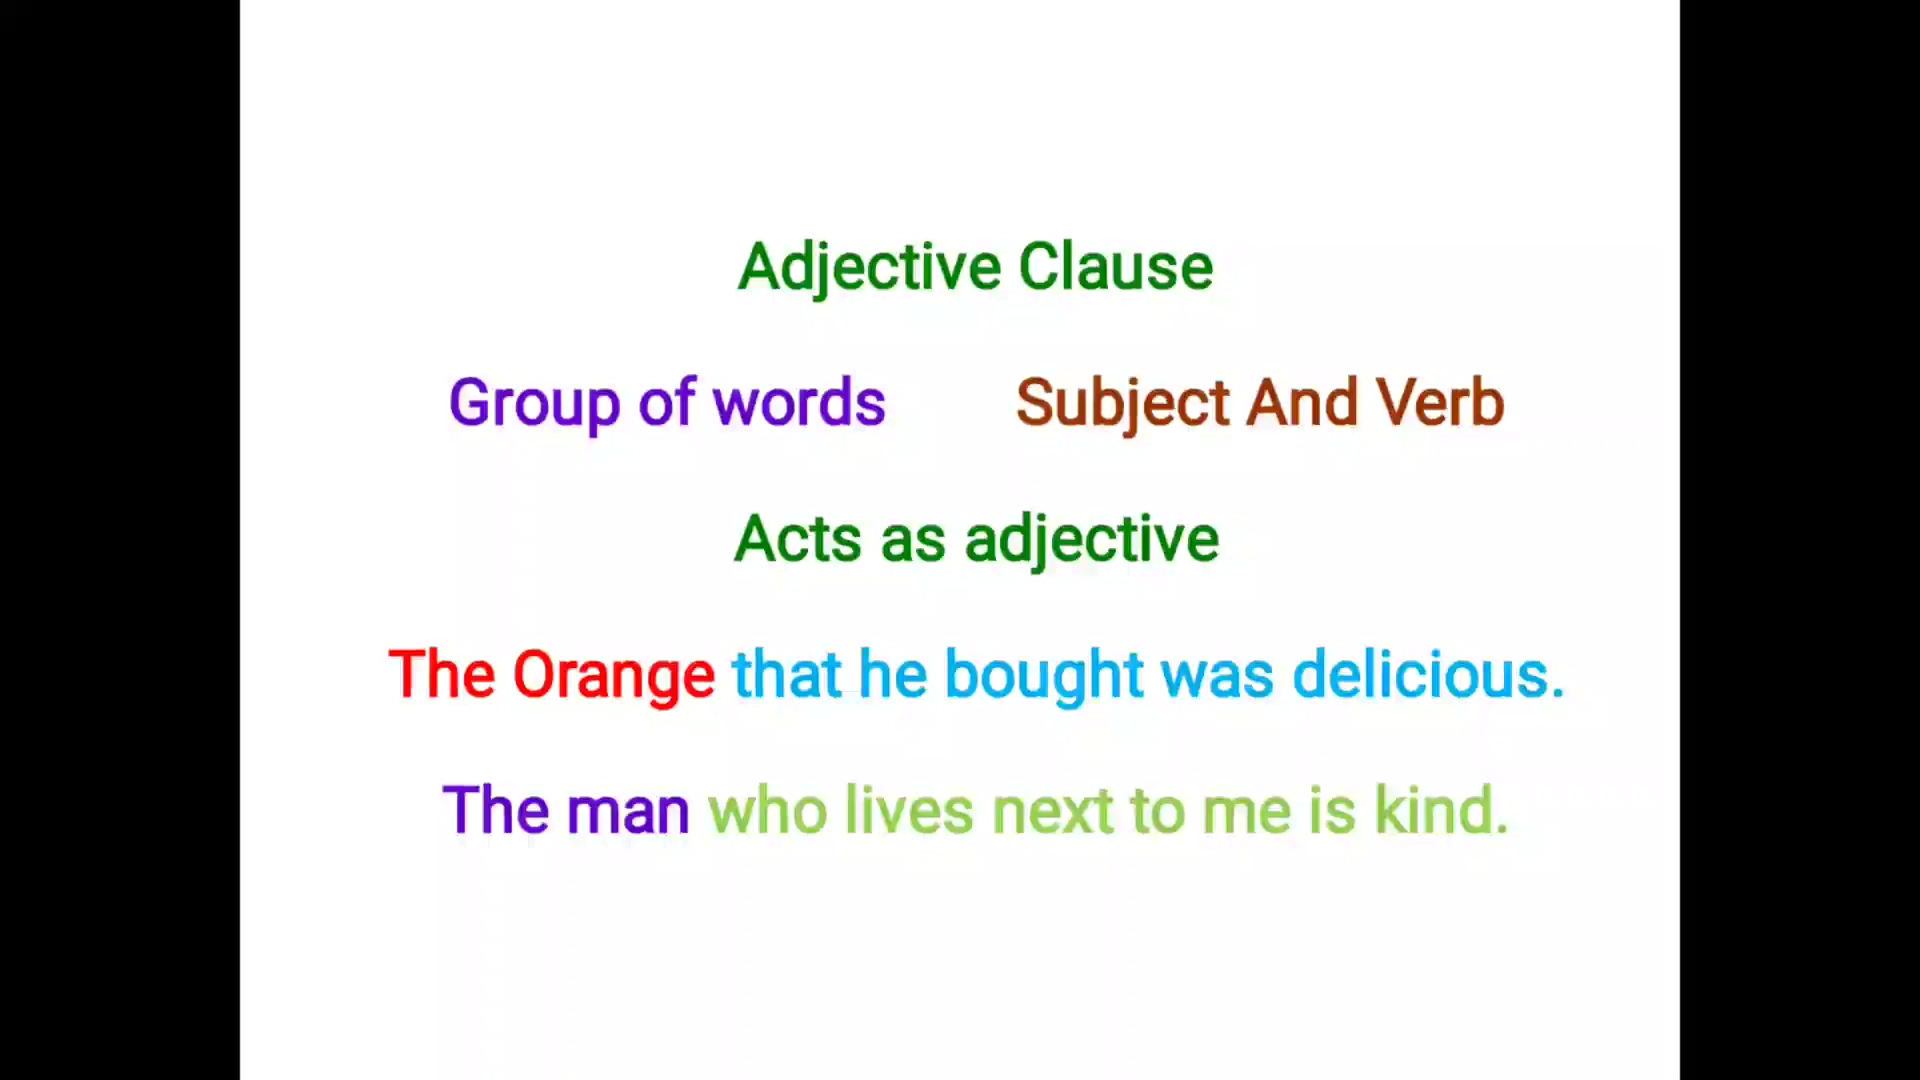 Adjective Clause
Group of words Subject And Verb
Acts as adjective
The Orange that he bought was delicious.
The man who lives next to me is kind.